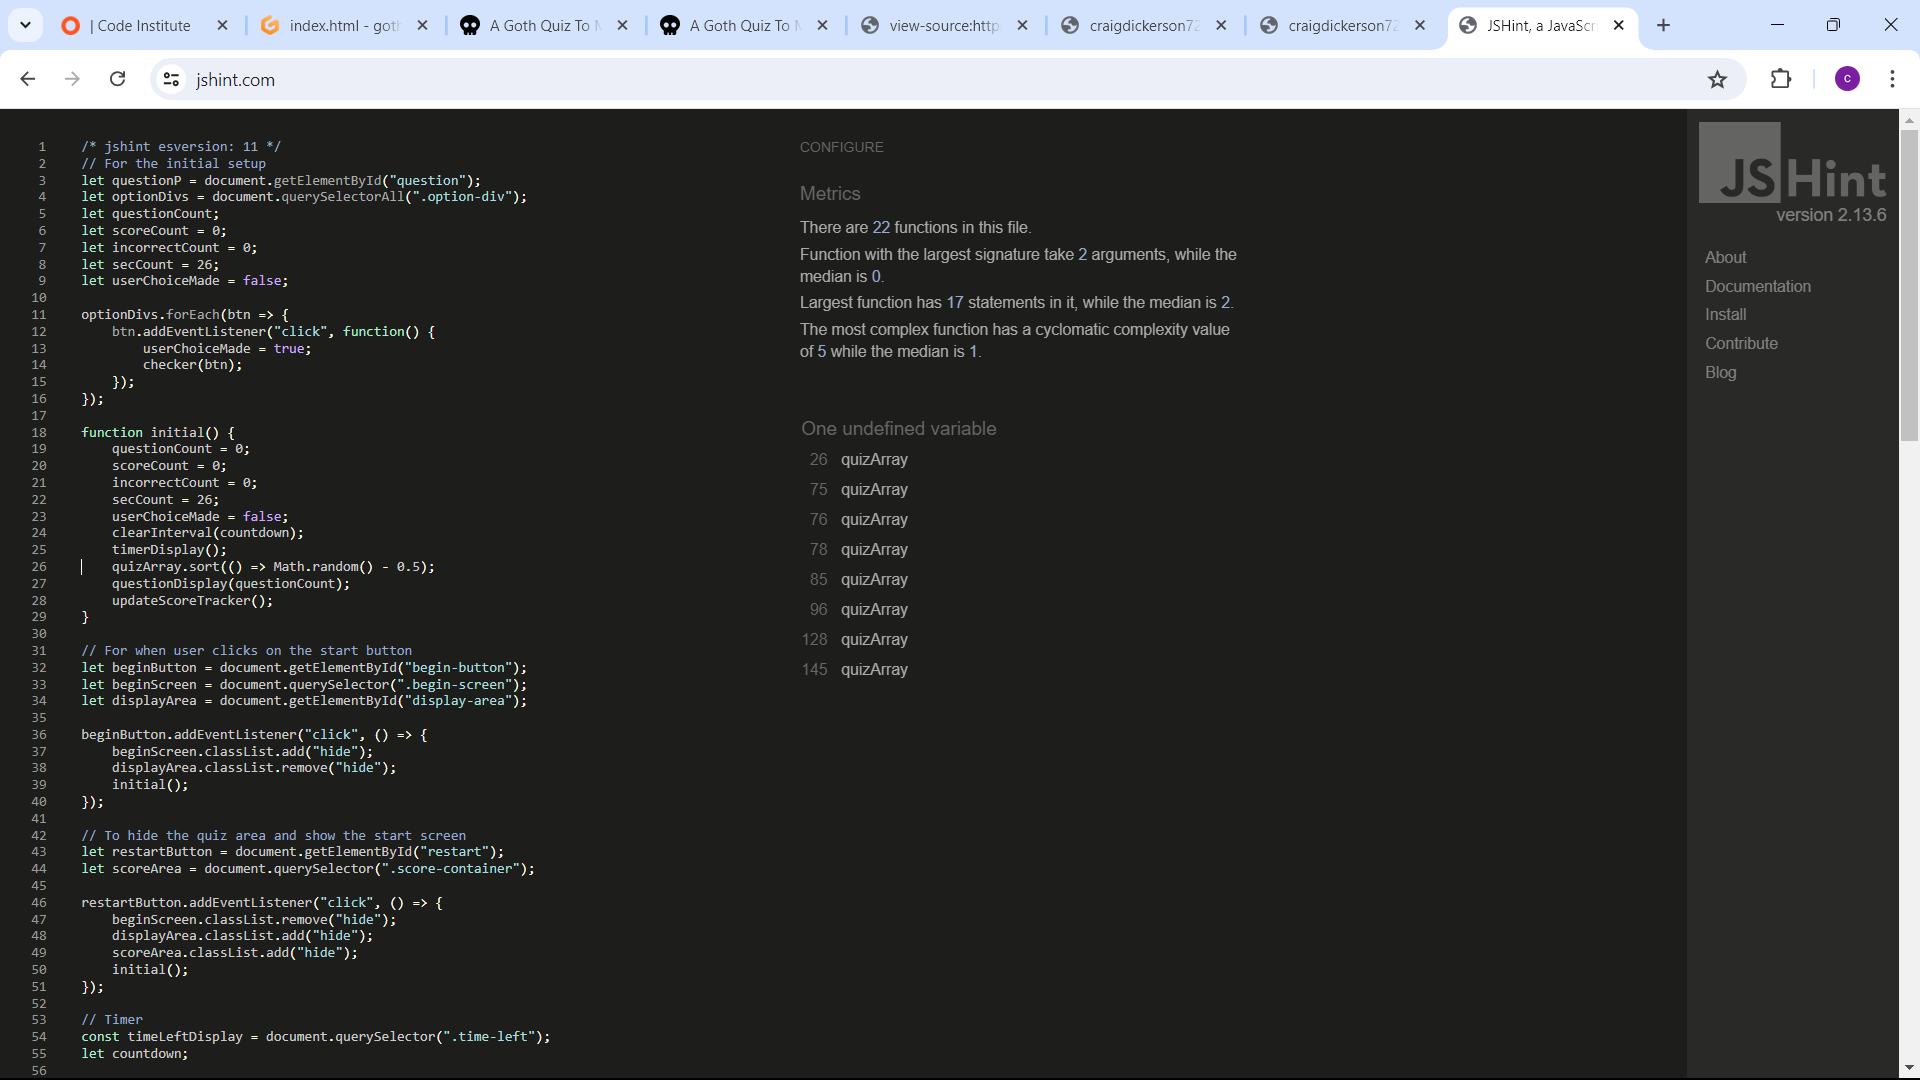 | Code Institute
index.html - goth
A Goth Quiz To M
A Goth Quiz To M
view-source:http
craigdickerson72
craigdickerson72
JSHint, a JavaScri
jshint.com
C
1 /* jshint esversion: 11 */
2 // For the initial setup
3 let questionP = document.getElementById("question");
4 let optionDivs = document.querySelectorAll(".option-div");
5 let questionCount;
6 let scoreCount = 0;
7 let incorrectCount = 0;
8 let secCount = 26;
9 let userChoiceMade = false;
10
11 optionDivs.forEach(btn => {
12 btn.addEventListener("click", function() {
13 userChoiceMade = true;
14 checker(btn);
15 });
16 });
17
18 function initial() {
19 questionCount = 0;
20 scoreCount = 0;
21 incorrectCount = 0;
22 secCount = 26;
23 userChoiceMade = false;
24 clearInterval(countdown);
25 timerDisplay();
26 quizArray.sort(() => Math.random() - 0.5);
27 questionDisplay(questionCount);
28 updateScoreTracker();
29 }
30
31 // For when user clicks on the start button
32 let beginButton = document.getElementById("begin-button");
33 let beginScreen = document.querySelector(".begin-screen");
34 let displayArea = document.getElementById("display-area");
35
36 beginButton.addEventListener("click", () => {
37 beginScreen.classList.add("hide");
38 displayArea.classList.remove("hide");
39 initial();
40 });
41
42 // To hide the quiz area and show the start screen
43 let restartButton = document.getElementById("restart");
44 let scoreArea = document.querySelector(".score-container");
45
46 restartButton.addEventListener("click", () => {
47 beginScreen.classList.remove("hide");
48 displayArea.classList.add("hide");
49 scoreArea.classList.add("hide");
50 initial();
51 });
52
53 // Timer
54 const timeLeftDisplay = document.querySelector(".time-left");
55 let countdown;
56
CONFIGURE
Metrics
There are 22 functions in this file.
Function with the largest signature take 2 arguments, while the
median is 0.
Largest function has 17 statements in it, while the median is 2.
The most complex function has a cyclomatic complexity value
of 5 while the median is 1.
One undefined variable
26 quizArray
75 quizArray
76 quizArray
78 quizArray
85 quizArray
96 quizArray
128 quizArray
145 quizArray
JSHint
version 2.13.6
About
Documentation
Install
Contribute
Blog